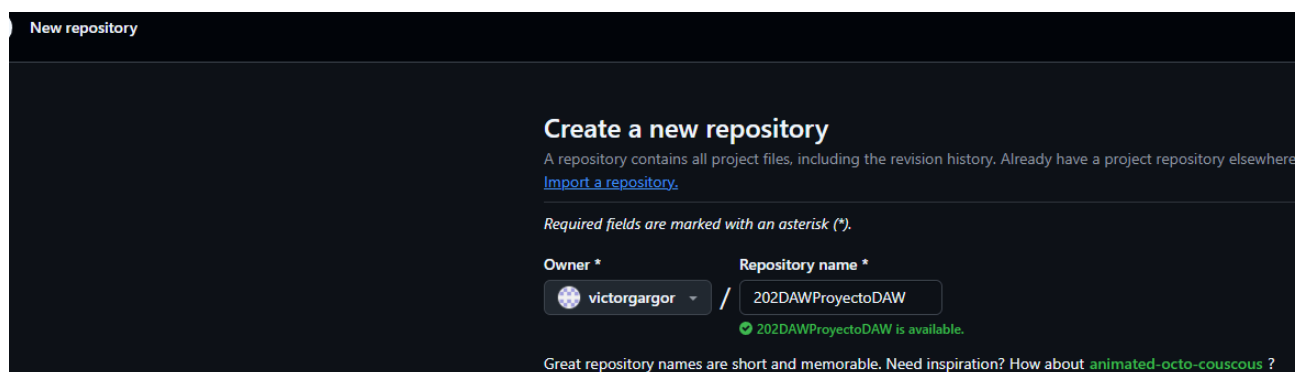 New repository
Create a new repository
A repository contains all project files, including the revision history. Already have a project repository elsewhere
Import a repository.
Required fields are marked with an asterisk (*).
Owner * Repository name *
victorgargor / 202DAWProyectoDAW
202DAWProyectoDAW is available.
Great repository names are short and memorable. Need inspiration? How about animated-octo-couscous ?